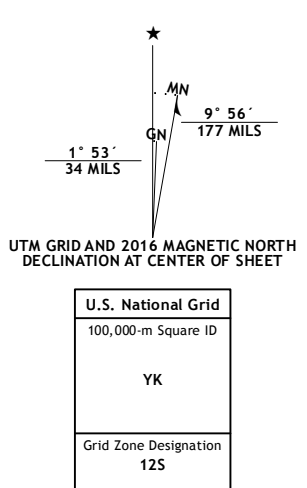 MN
9° 56´
177 MILS
GN
1° 53´
34 MILS
UTM GRID AND 2016 MAGNETIC NORTH
DECLINATION AT CENTER OF SHEET
U.S. National Grid
100,000-m Square ID
YK
Grid Zone Designation
12S